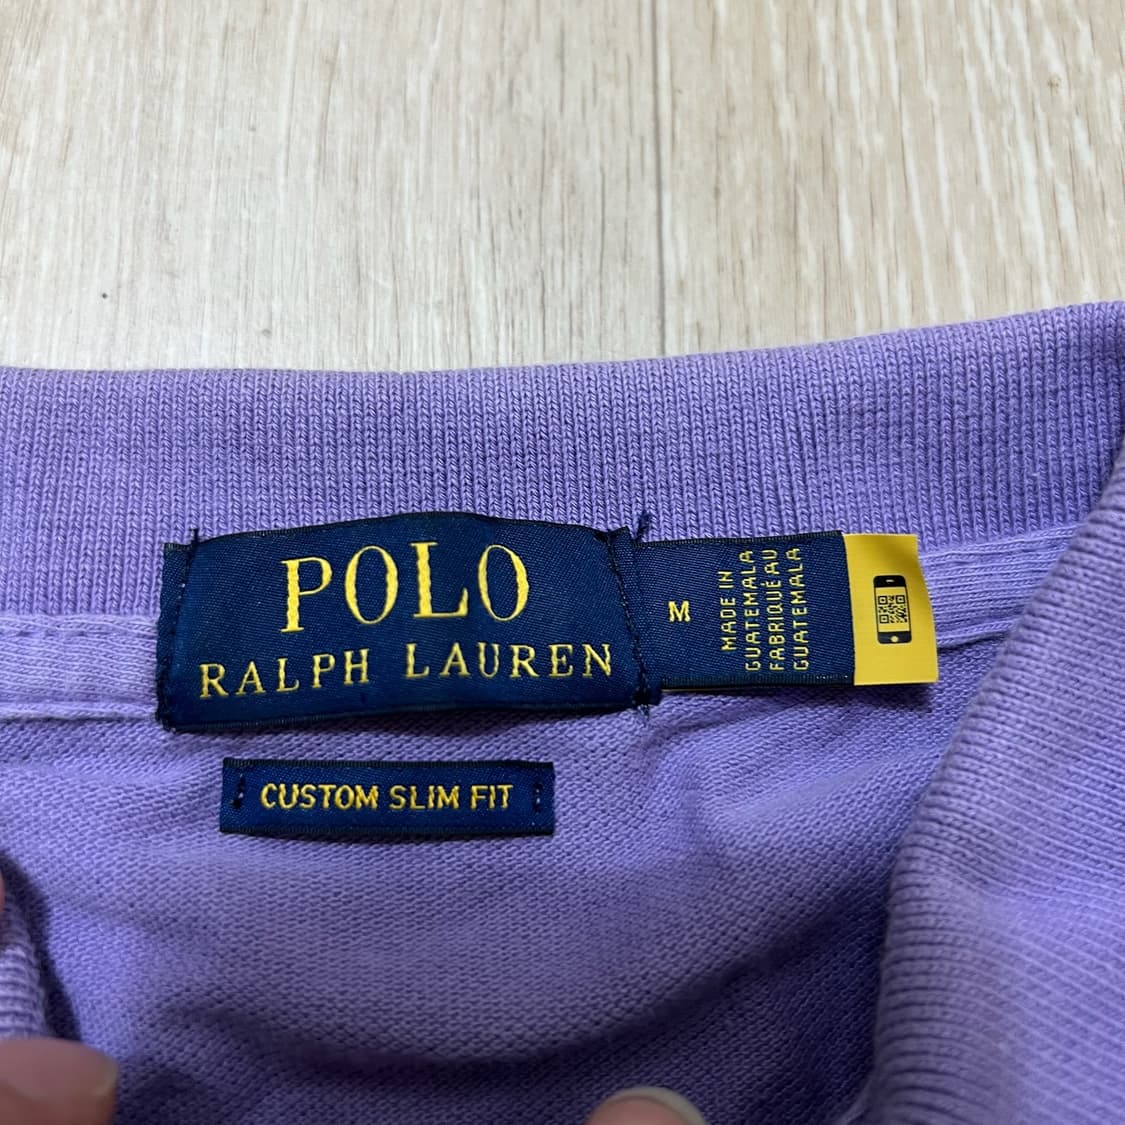 POLO
RALPH LAUREN
M
MADE IN
GUATEMALA
FABRIQUÉ AU
GUATEMALA
CUSTOM SLIM FIT